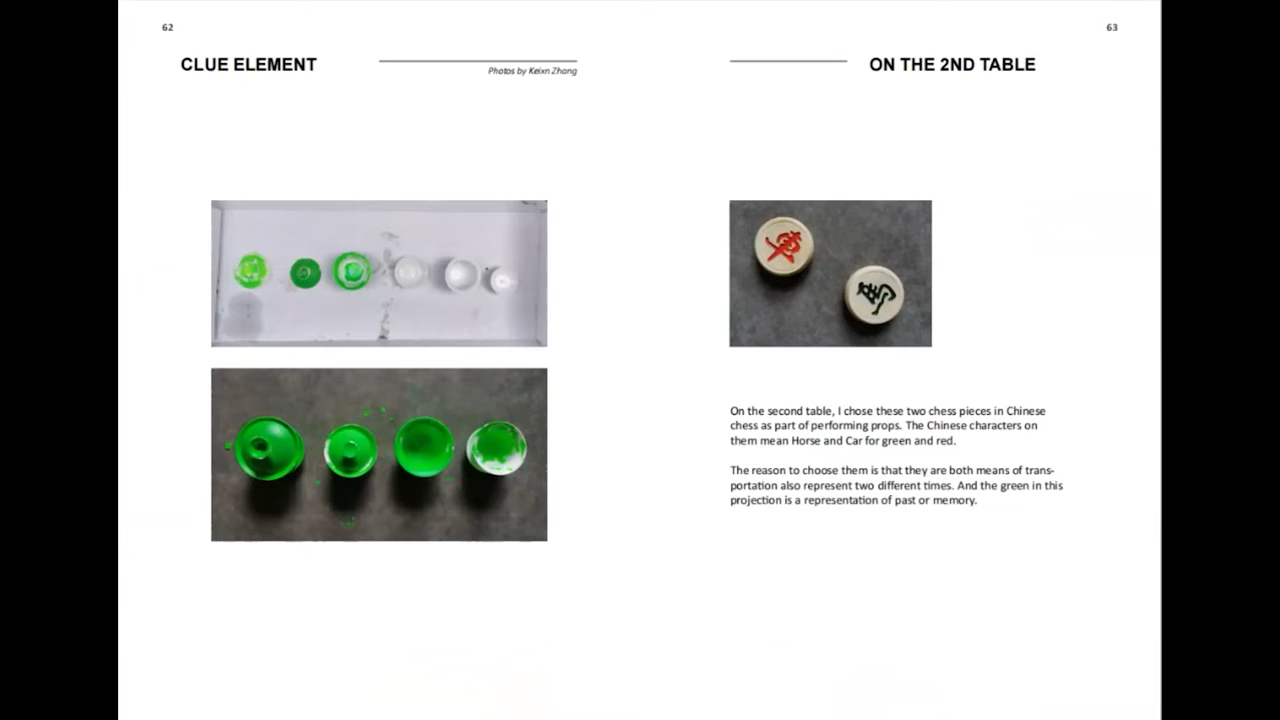 62
63
CLUE ELEMENT
Photos by Keixn Zhang
ON THE 2ND TABLE
車
馬
On the second table, I chose these two chess pieces in Chinese
chess as part of performing props. The Chinese characters on
them mean Horse and Car for green and red.
The reason to choose them is that they are both means of trans-
portation also represent two different times. And the green in this
projection is a representation of past or memory.